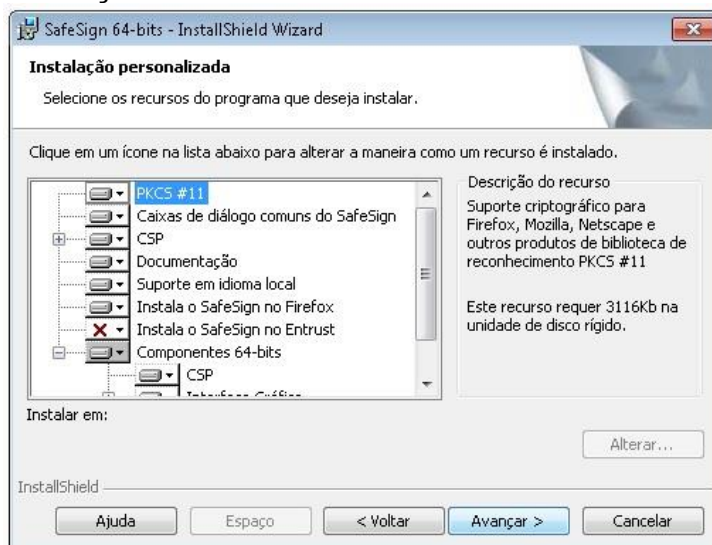 SafeSign 64-bits - InstallShield Wizard
Instalação personalizada
Selecione os recursos do programa que deseja instalar.
Clique em um ícone na lista abaixo para alterar a maneira como um recurso é instalado.
PKCS #11
Caixas de diálogo comuns do SafeSign
CSP
Documentação
Suporte em idioma local
Instala o SafeSign no Firefox
Instala o SafeSign no Entrust
Componentes 64-bits
CSP
Interface Gráfica
Descrição do recurso
Suporte criptográfico para
Firefox, Mozilla, Netscape e
outros produtos de biblioteca de
reconhecimento PKCS #11
Este recurso requer 3116Kb na
unidade de disco rígido.
Instalar em:
Alterar...
InstallShield
Ajuda
Espaço
< Voltar
Avançar >
Cancelar